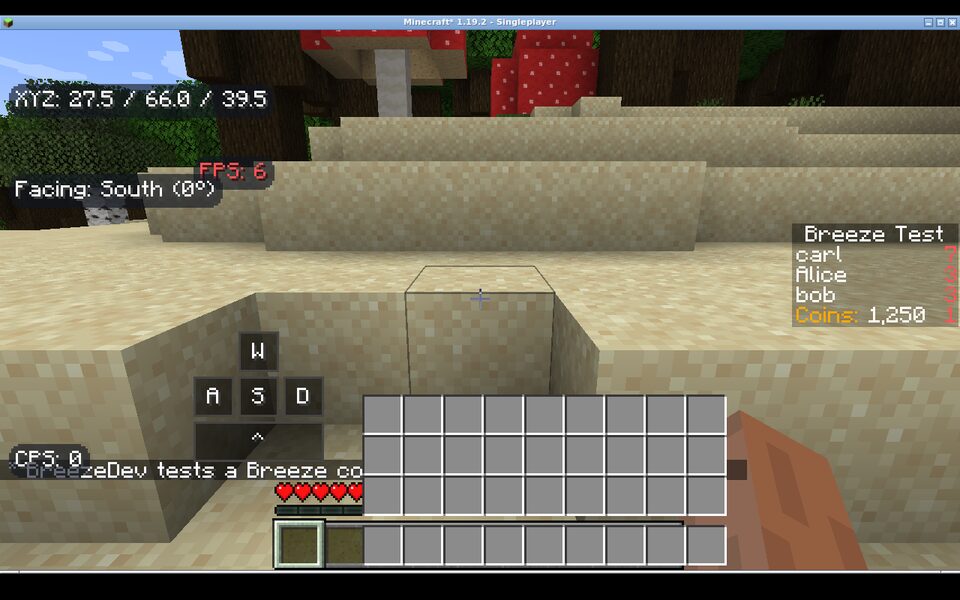 Minecraft* 1.19.2 - Singleplayer
XYZ: 27.5 / 66.0 / 39.5
FPS: 6
Facing: South (0°)
Breeze Test
carl
Alice
bob
Coins: 1,250
W
A S D
^
CPS: 0
BreezeDev tests a Breeze co